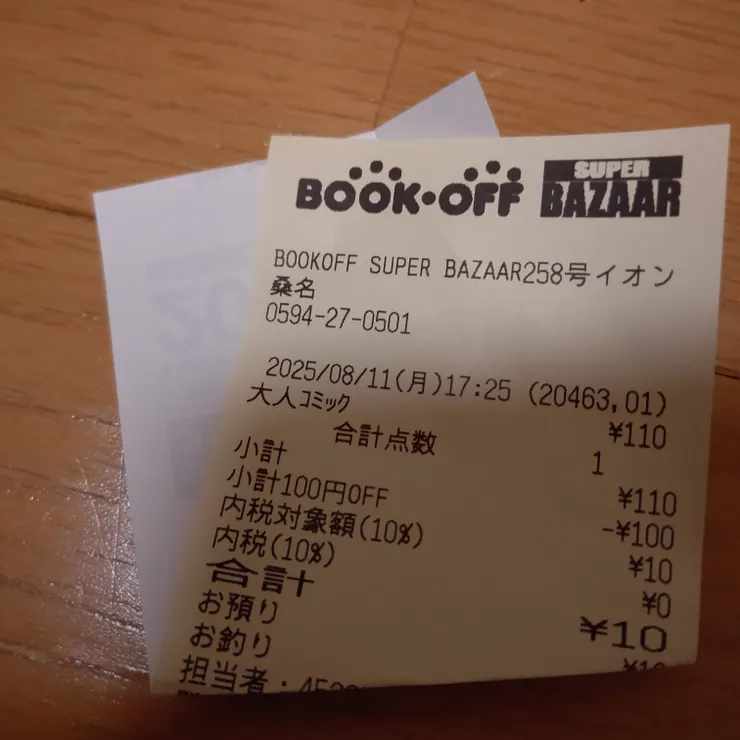 BOOK・OFF SUPER BAZAAR
BOOKOFF SUPER BAZAAR258号イオン
桑名
0594-27-0501
2025/08/11(月)17:25 (20463,01)
大人コミック ¥110
合計点数 1
小計 ¥110
小計100円OFF -¥100
内税対象額(10%) ¥10
内税(10%) ¥0
合計 ¥10
お預り ¥10
お釣り
担当者: